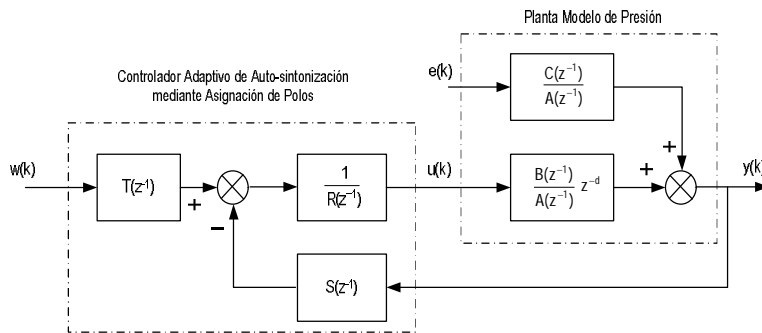 Planta Modelo de Presión
Controlador Adaptivo de Auto-sintonización
mediante Asignación de Polos
e(k)
C(z⁻¹)
A(z⁻¹)
w(k)
T(z⁻¹)
+
−
1
R(z⁻¹)
u(k)
B(z⁻¹)
A(z⁻¹)
z⁻ᵈ
+
+
y(k)
S(z⁻¹)